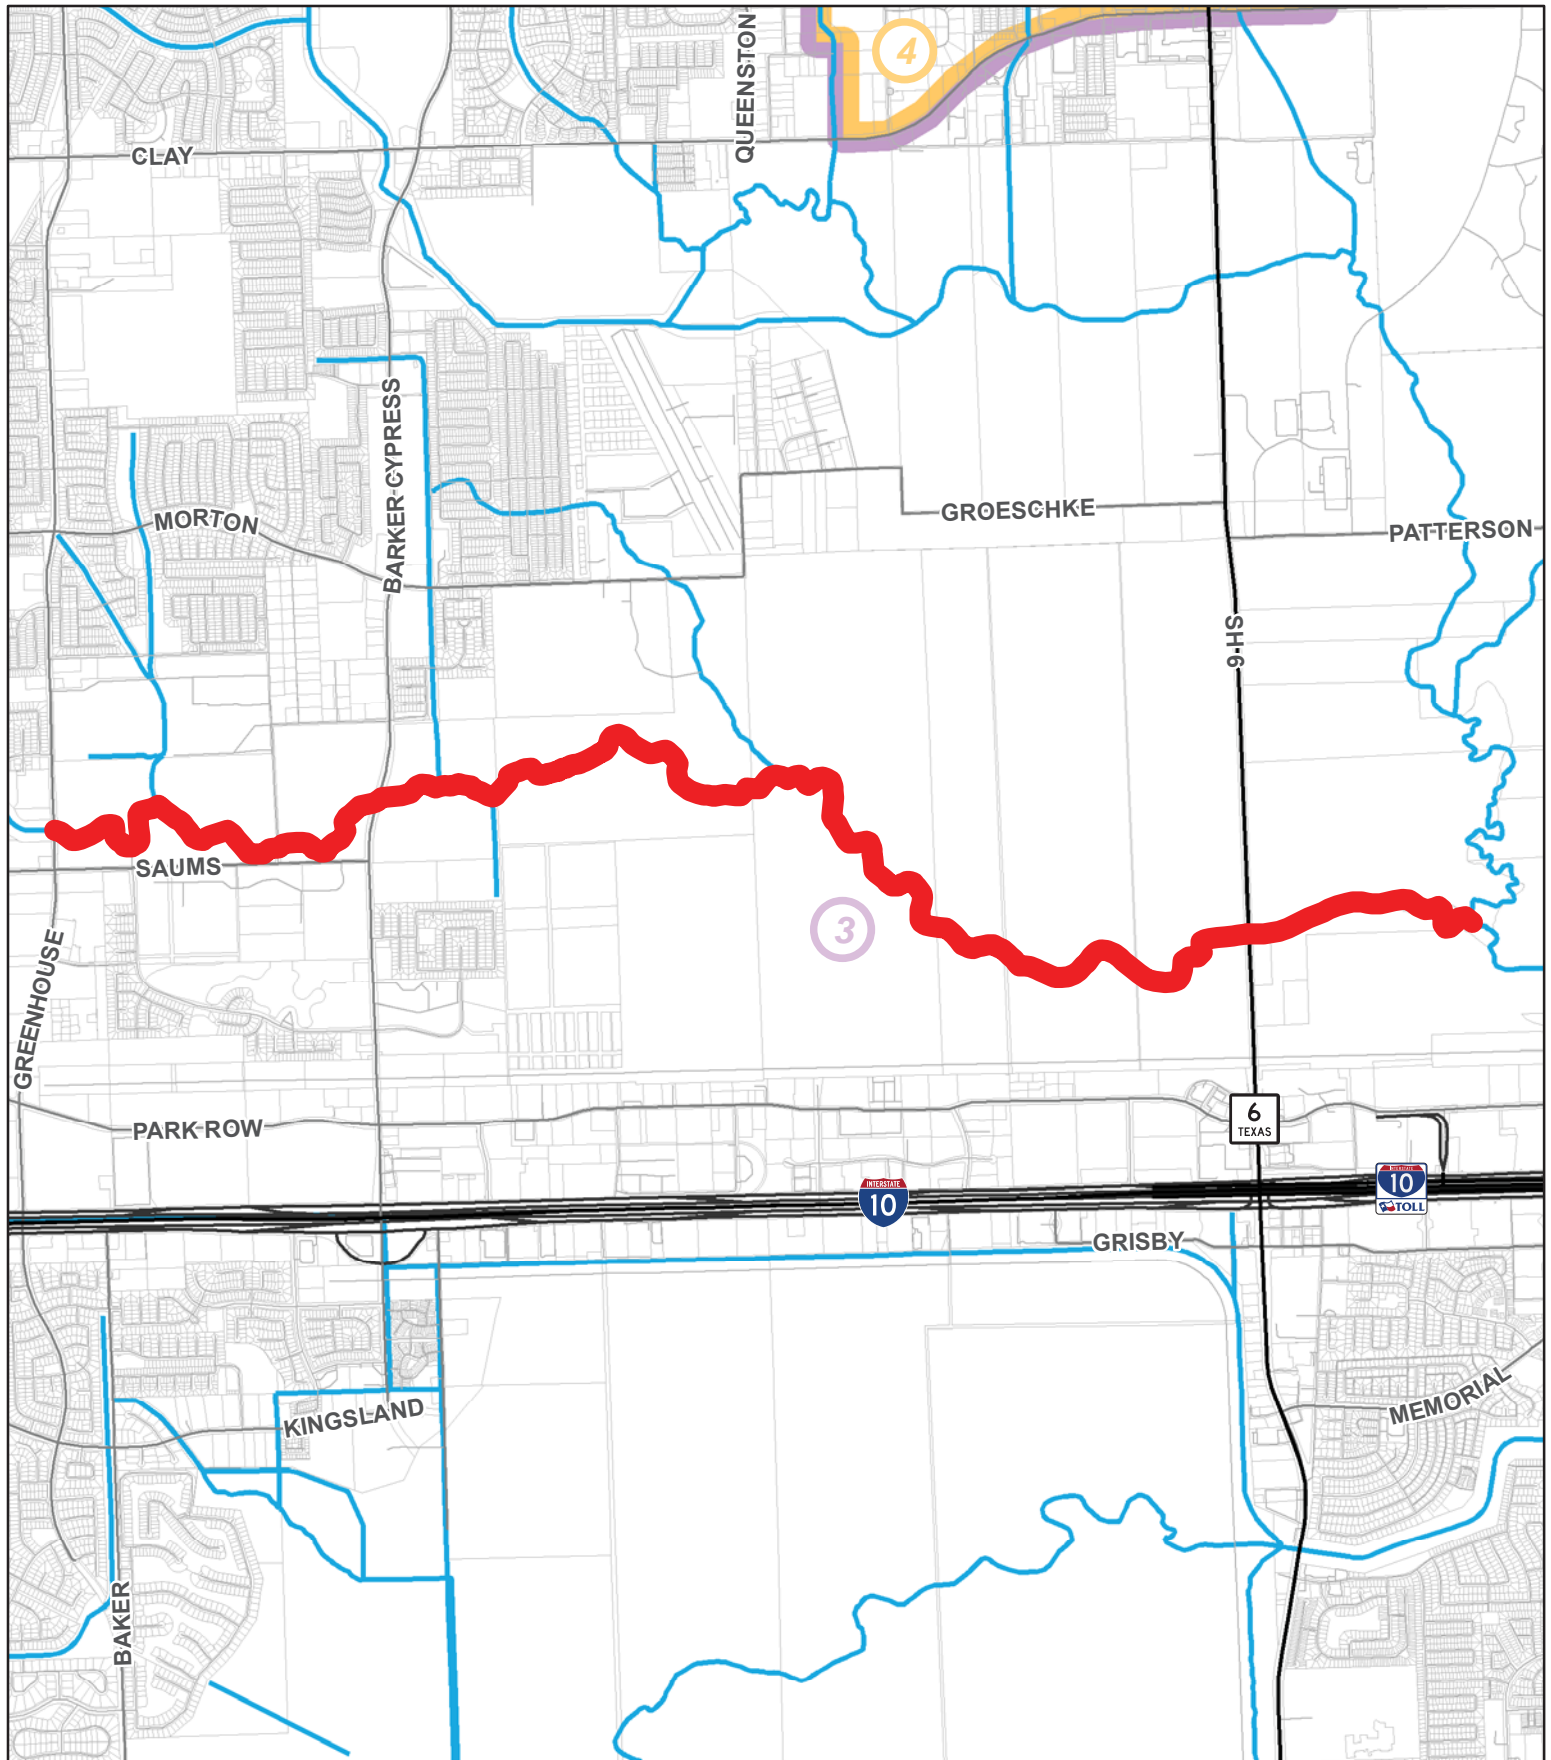 QUEENSTON
4
CLAY
BARKER-CYPRESS
MORTON
GROESCHKE
PATTERSON
SH-6
SAUMS
3
GREENHOUSE
PARK ROW
6
TEXAS
INTERSTATE
10
INTERSTATE
10
TOLL
GRISBY
MEMORIAL
KINGSLAND
BAKER